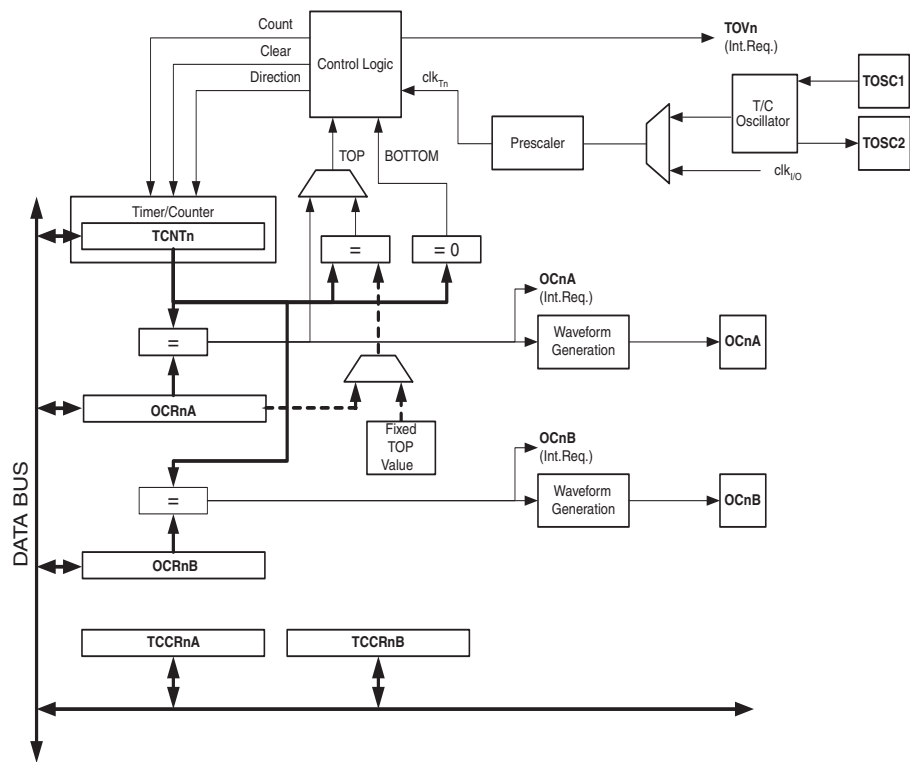 Count
Clear
Direction
Control Logic
TOVn
(Int.Req.)
clkTn
TOSC1
T/C
Oscillator
TOSC2
Prescaler
clkI/O
TOP
BOTTOM
Timer/Counter
TCNTn
=
= 0
OCnA
(Int.Req.)
=
Waveform
Generation
OCnA
OCRnA
Fixed
TOP
Value
OCnB
(Int.Req.)
=
Waveform
Generation
OCnB
OCRnB
DATA BUS
TCCRnA
TCCRnB